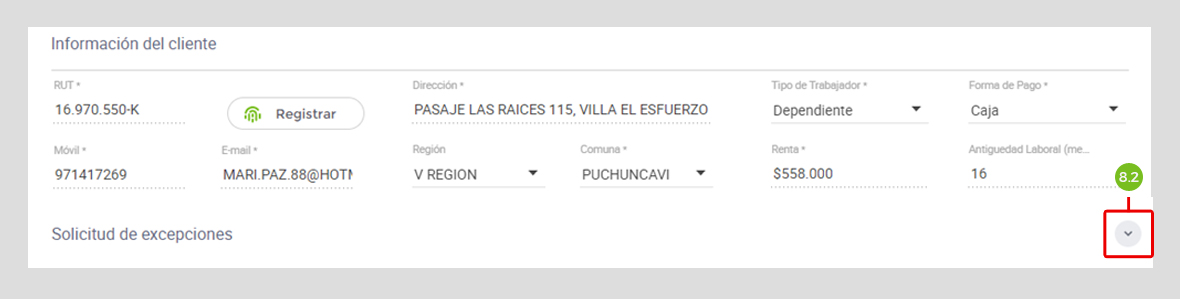 Información del cliente
RUT * Dirección * Tipo de Trabajador * Forma de Pago *
16.970.550-K Registrar PASAJE LAS RAICES 115, VILLA EL ESFUERZO Dependiente Caja
Móvil * E-mail * Región Comuna * Renta * Antiguedad Laboral (me...
971417269 MARI.PAZ.88@HOT V REGION PUCHUNCAVI $558.000 16
8.2
Solicitud de excepciones